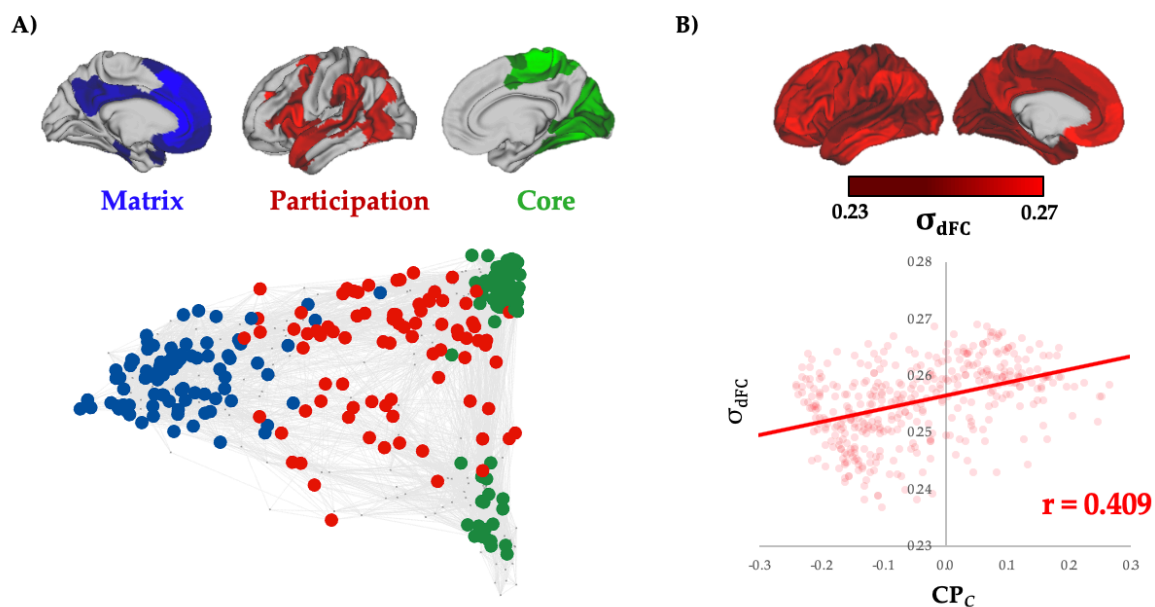 A)
B)
Matrix
Participation
Core
0.23
0.27
σdFC
0.28
0.27
0.26
0.25
0.24
0.23
σdFC
r = 0.409
-0.3
-0.2
-0.1
0.0
0.1
0.2
0.3
CPC